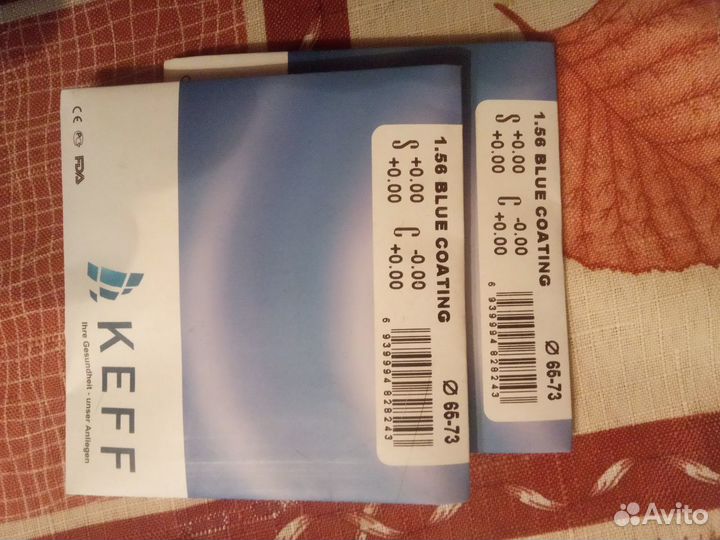 CE FDA
KEFF
Ihre Gesundheit - unser Anliegen
1.56 BLUE COATING
S +0.00 C -0.00
+0.00 +0.00
Ø 65-73
6 939994 828243
1.56 BLUE COATING
S +0.00 C -0.00
+0.00 +0.00
Ø 65-73
6 939994 828243
Avito